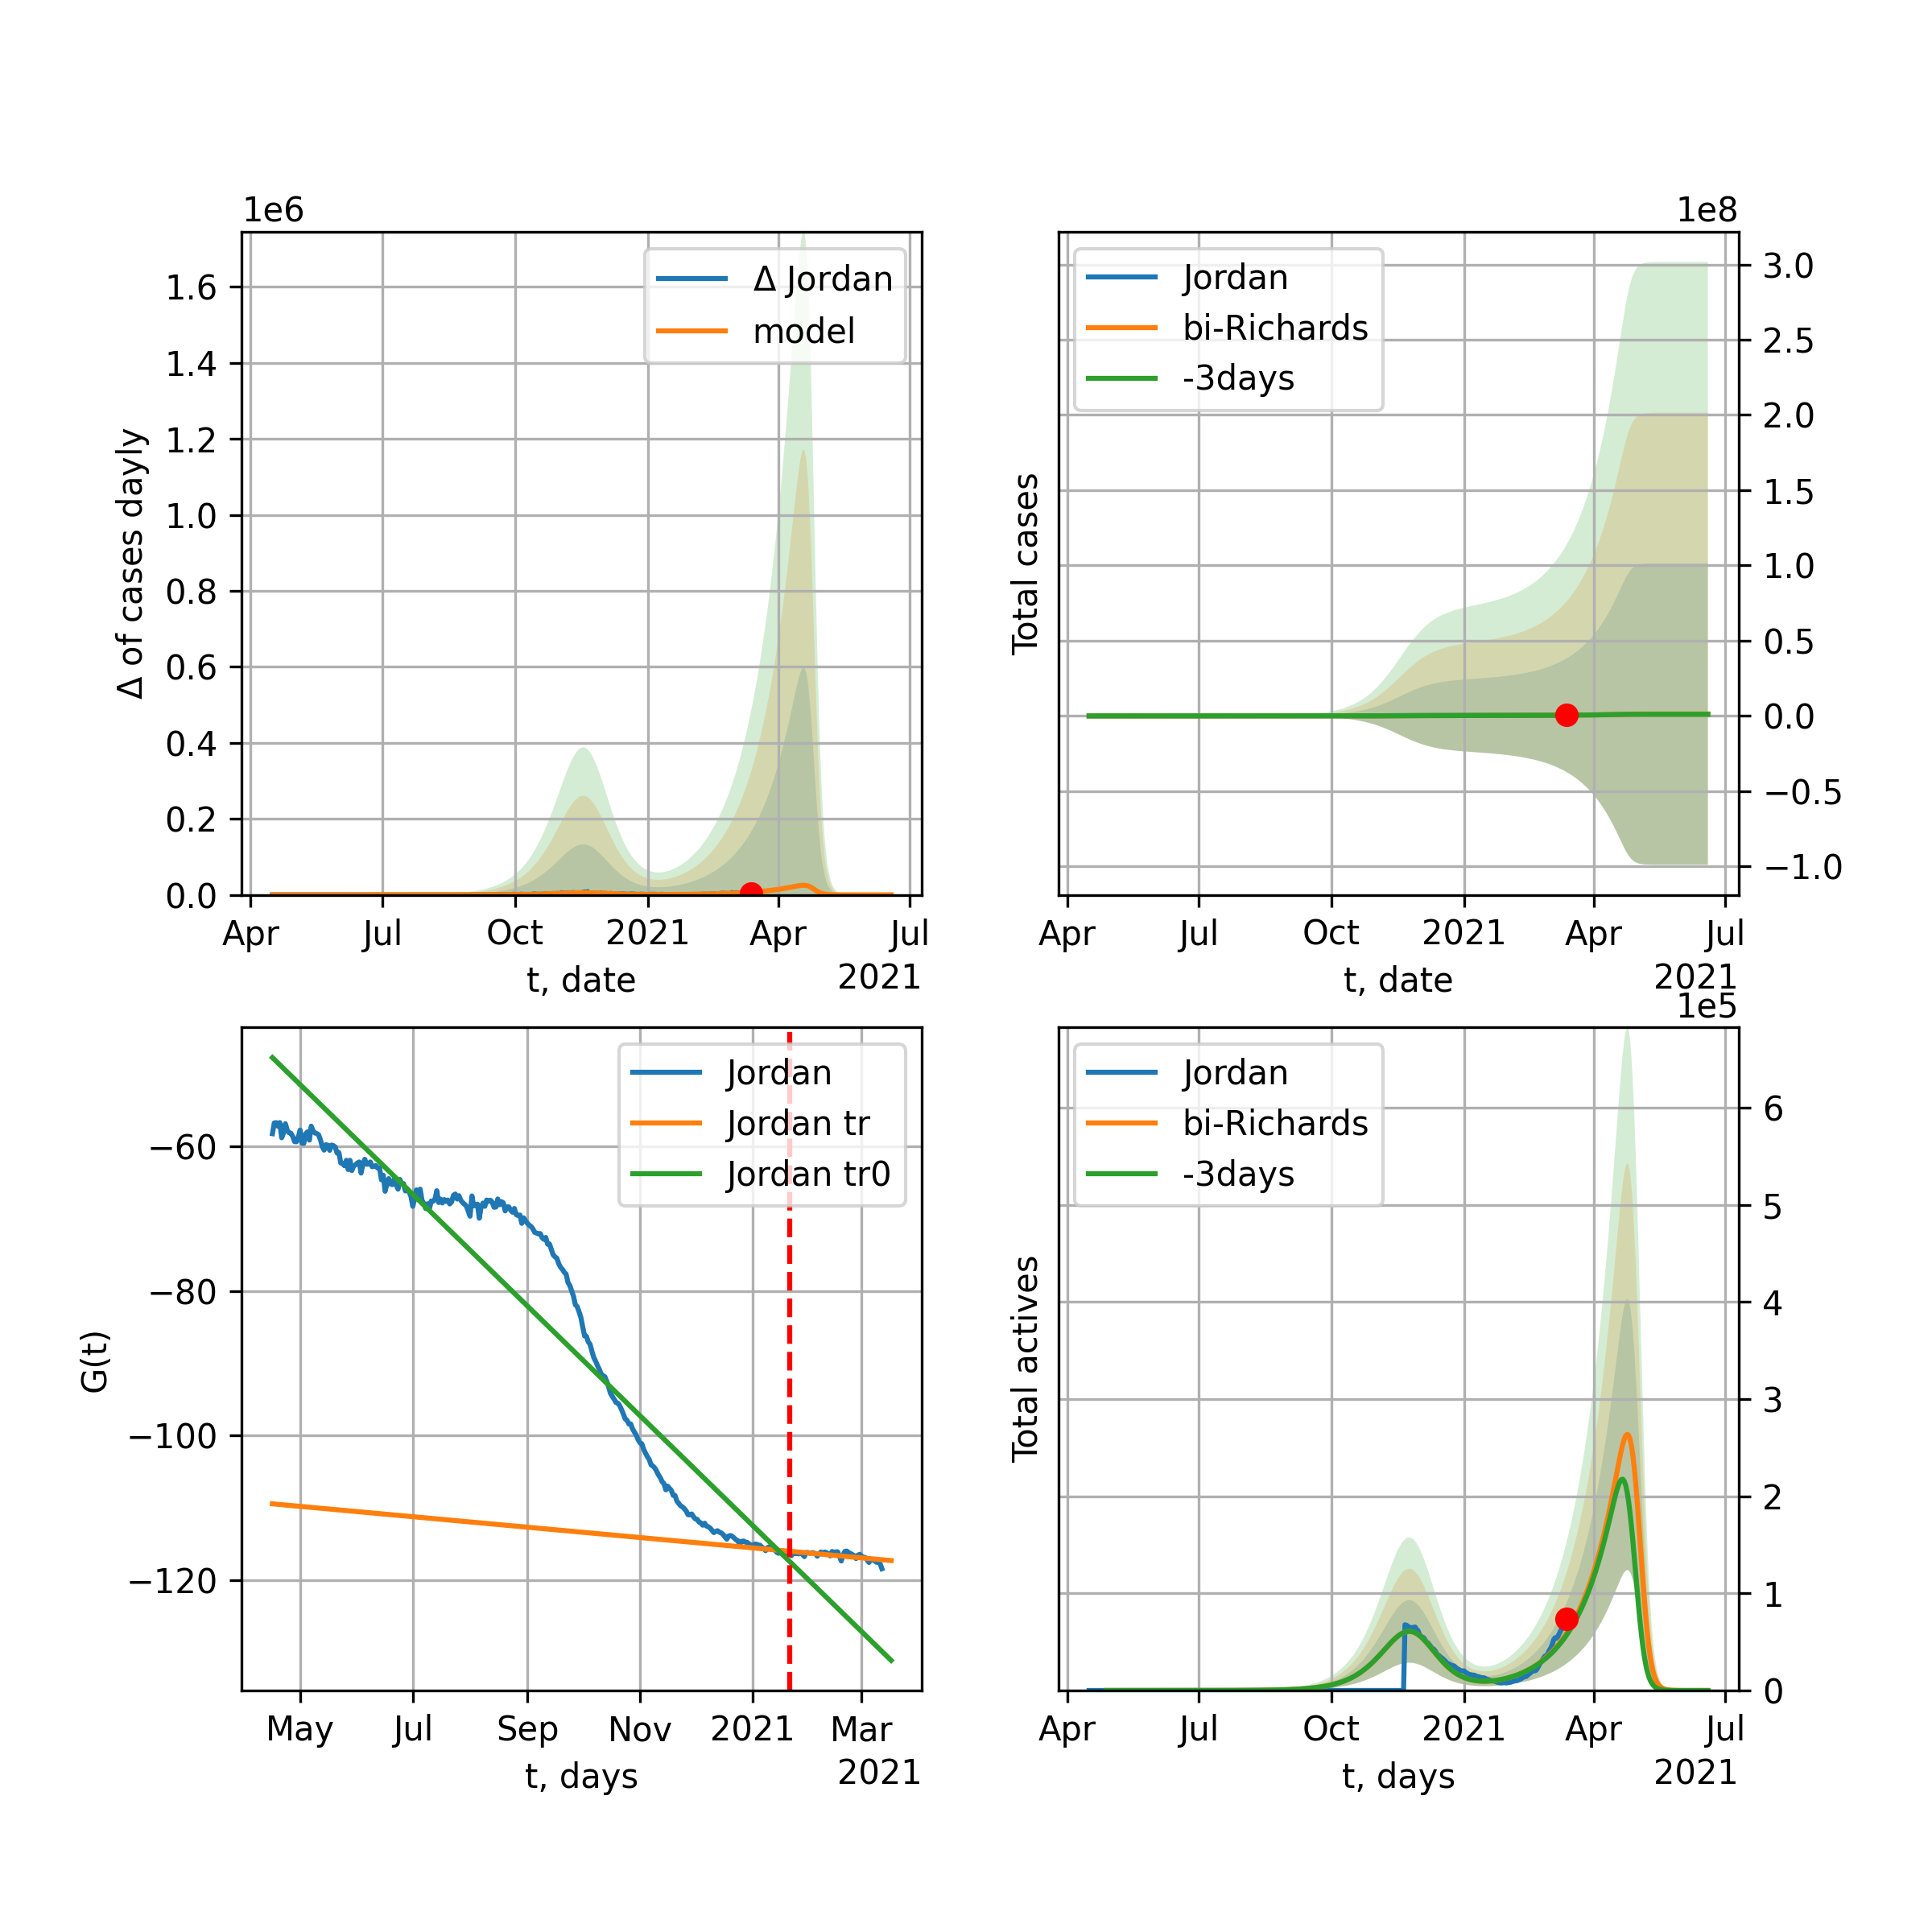 1e6
Δ Jordan
model
1.6
1.4
1.2
1.0
0.8
0.6
0.4
0.2
0.0
Δ of cases dayly
Apr Jul Oct 2021 Apr Jul
t, date
2021
1e8
Jordan
bi-Richards
-3days
3.0
2.5
2.0
1.5
1.0
0.5
0.0
−0.5
−1.0
Total cases
Apr Jul Oct 2021 Apr Jul
t, date
2021
Jordan
Jordan tr
Jordan tr0
−60
−80
−100
−120
G(t)
May Jul Sep Nov 2021 Mar
t, days
2021
1e5
Jordan
bi-Richards
-3days
6
5
4
3
2
1
0
Total actives
Apr Jul Oct 2021 Apr Jul
t, days
2021